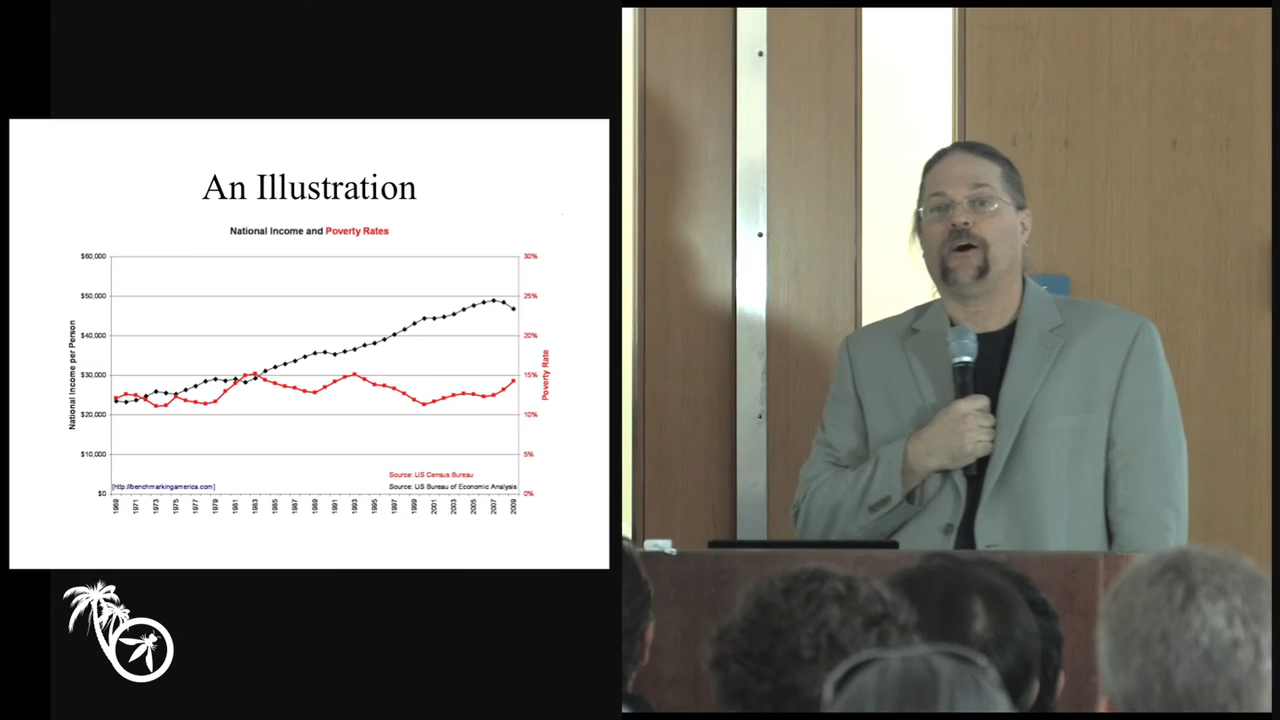 An Illustration
National Income and Poverty Rates
$60,000
$50,000
$40,000
$30,000
$20,000
$10,000
$0
National Income per Person
30%
25%
20%
15%
10%
5%
0%
Poverty Rate
Source: US Census Bureau
[http://benchmarkingamerica.com]
Source: US Bureau of Economic Analysis
1969 1971 1973 1975 1977 1979 1981 1983 1985 1987 1989 1991 1993 1995 1997 1999 2001 2003 2005 2007 2009